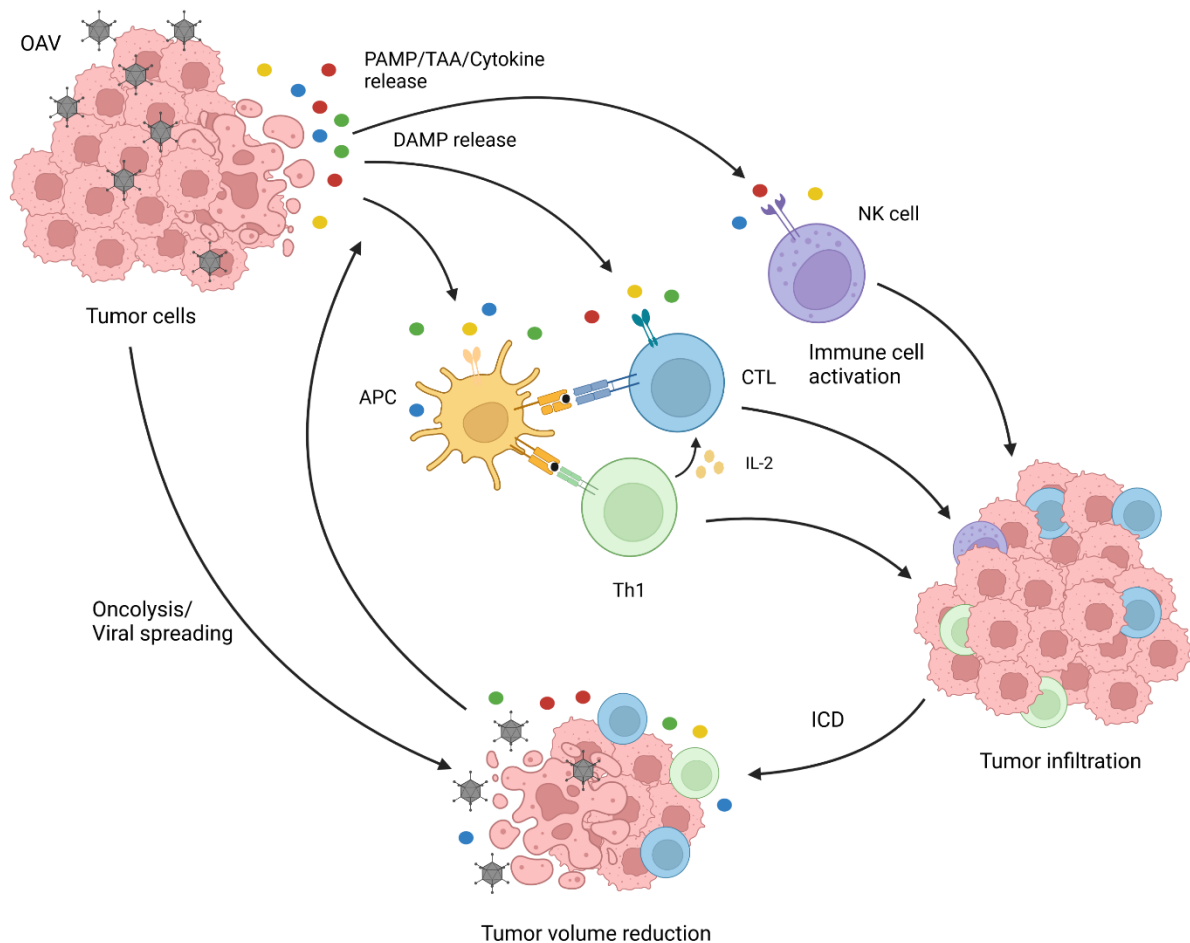 OAV
PAMP/TAA/Cytokine
release
DAMP release
NK cell
Tumor cells
Immune cell
activation
APC
CTL
IL-2
Th1
Oncolysis/
Viral spreading
ICD
Tumor infiltration
Tumor volume reduction